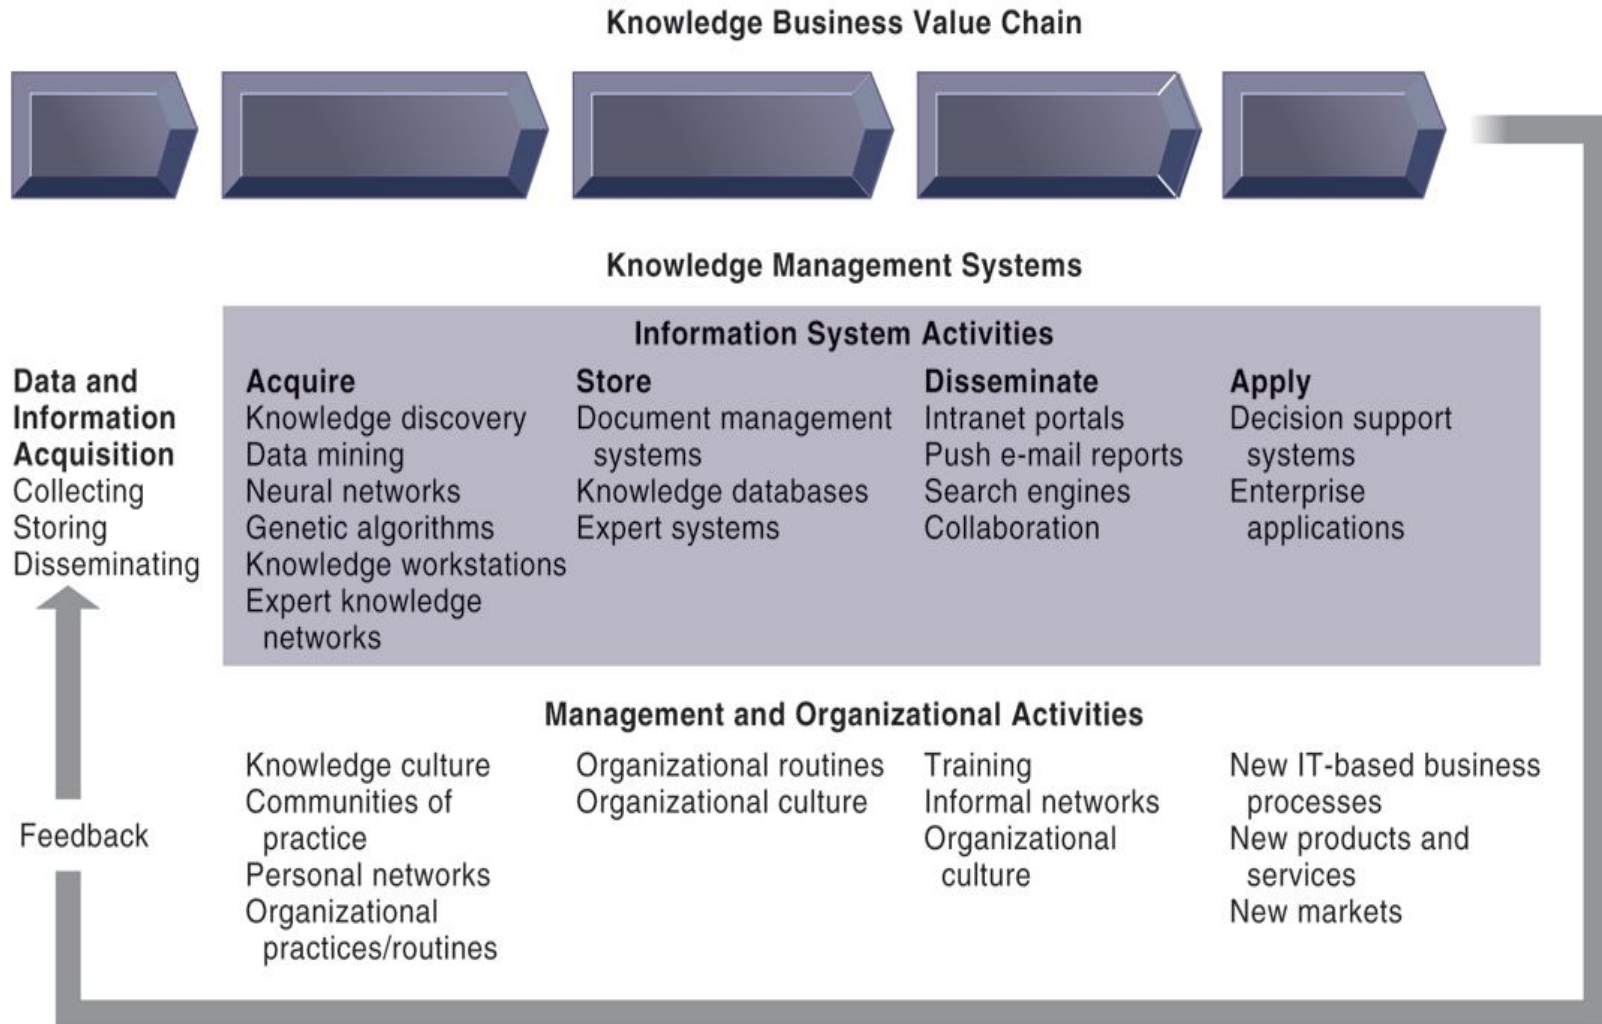 Knowledge Business Value Chain
Knowledge Management Systems
Information System Activities
Data and
Information
Acquisition
Collecting
Storing
Disseminating
Acquire
Knowledge discovery
Data mining
Neural networks
Genetic algorithms
Knowledge workstations
Expert knowledge
networks
Store
Document management
systems
Knowledge databases
Expert systems
Disseminate
Intranet portals
Push e-mail reports
Search engines
Collaboration
Apply
Decision support
systems
Enterprise
applications
Management and Organizational Activities
Knowledge culture
Communities of
practice
Personal networks
Organizational
practices/routines
Organizational routines
Organizational culture
Training
Informal networks
Organizational
culture
New IT-based business
processes
New products and
services
New markets
Feedback